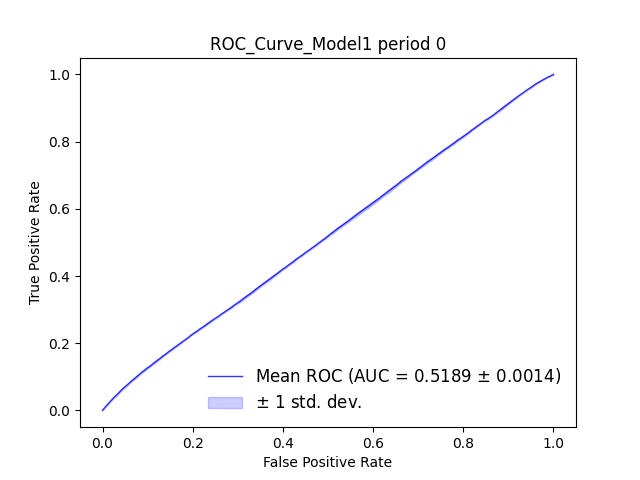 ROC_Curve_Model1 period 0
1.0
0.8
0.6
0.4
0.2
0.0
True Positive Rate
Mean ROC (AUC = 0.5189 ± 0.0014)
± 1 std. dev.
0.0 0.2 0.4 0.6 0.8 1.0
False Positive Rate